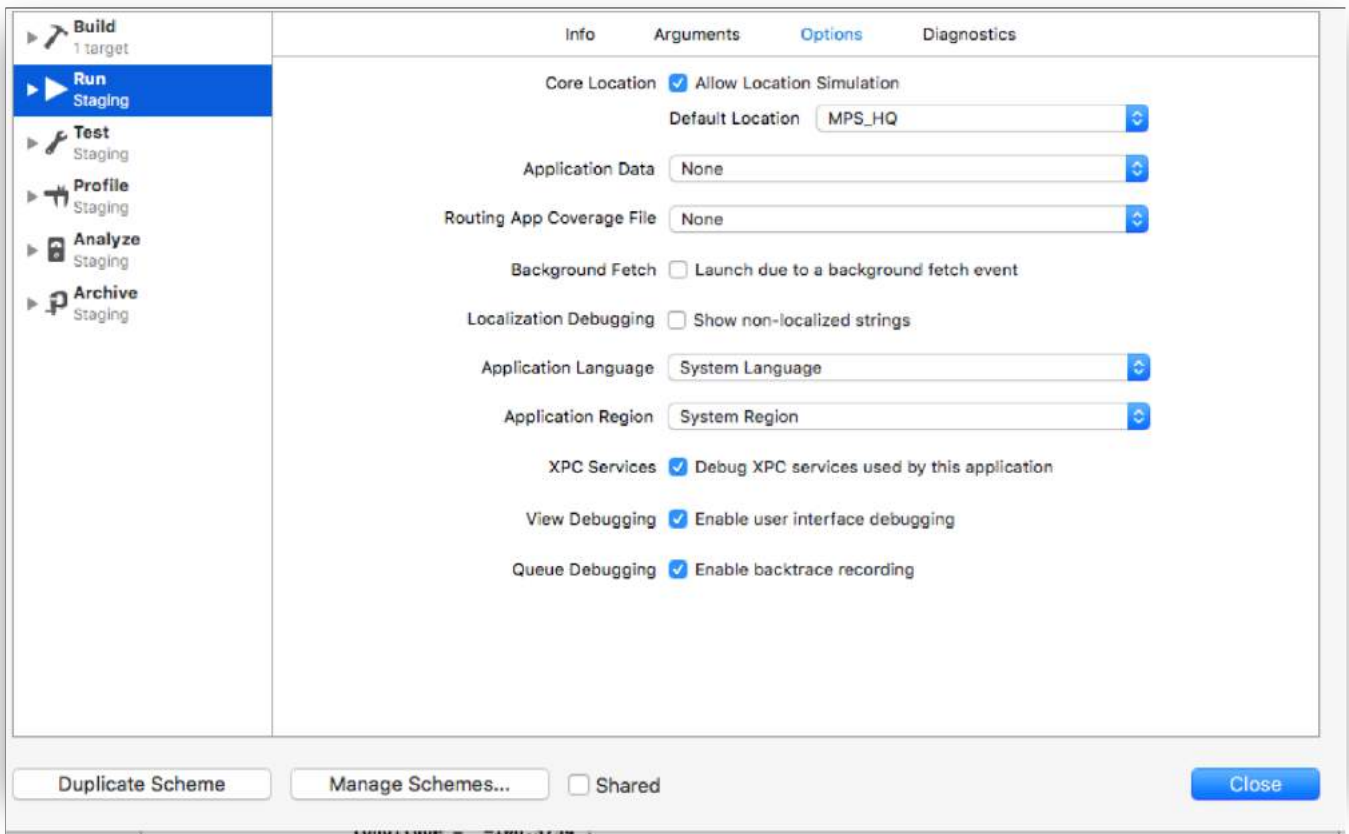 Build
1 target
Run
Staging
Test
Staging
Profile
Staging
Analyze
Staging
Archive
Staging
Info Arguments Options Diagnostics
Core Location Allow Location Simulation
Default Location MPS_HQ
Application Data None
Routing App Coverage File None
Background Fetch Launch due to a background fetch event
Localization Debugging Show non-localized strings
Application Language System Language
Application Region System Region
XPC Services Debug XPC services used by this application
View Debugging Enable user interface debugging
Queue Debugging Enable backtrace recording
Duplicate Scheme Manage Schemes... Shared Close